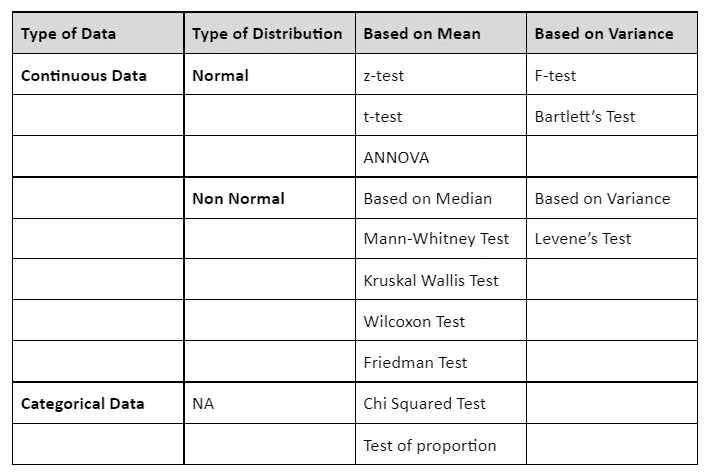 Type of Data Type of Distribution Based on Mean Based on Variance
Continuous Data Normal z-test F-test
t-test Bartlett’s Test
ANNOVA
Non Normal Based on Median Based on Variance
Mann-Whitney Test Levene’s Test
Kruskal Wallis Test
Wilcoxon Test
Friedman Test
Categorical Data NA Chi Squared Test
Test of proportion